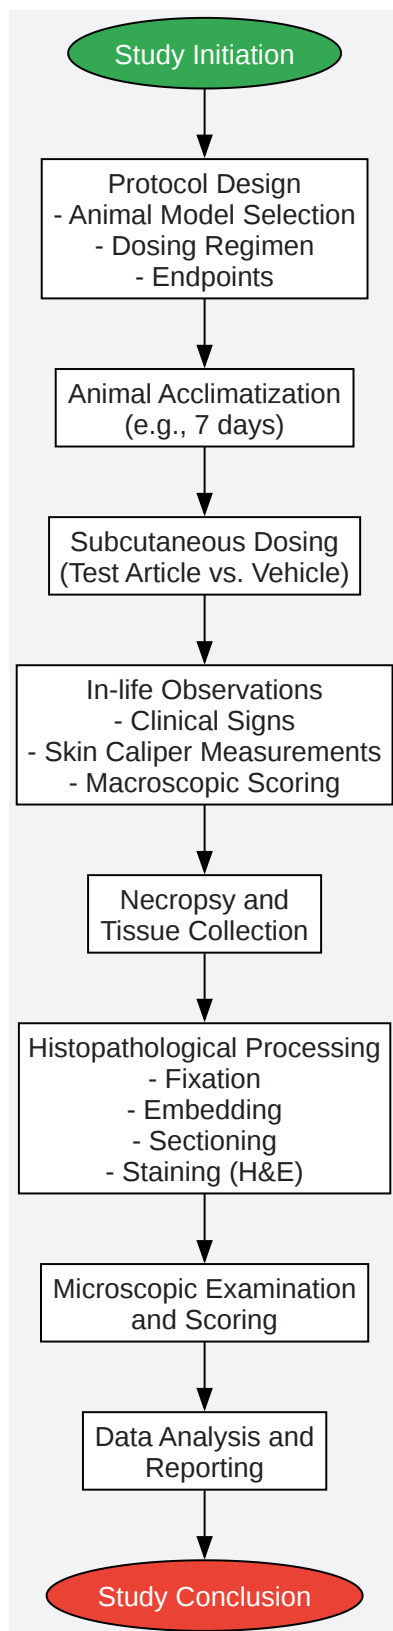 Study Initiation
Protocol Design
- Animal Model Selection
- Dosing Regimen
- Endpoints
Animal Acclimatization
(e.g., 7 days)
Subcutaneous Dosing
(Test Article vs. Vehicle)
In-life Observations
- Clinical Signs
- Skin Caliper Measurements
- Macroscopic Scoring
Necropsy and
Tissue Collection
Histopathological Processing
- Fixation
- Embedding
- Sectioning
- Staining (H&E)
Microscopic Examination
and Scoring
Data Analysis and
Reporting
Study Conclusion